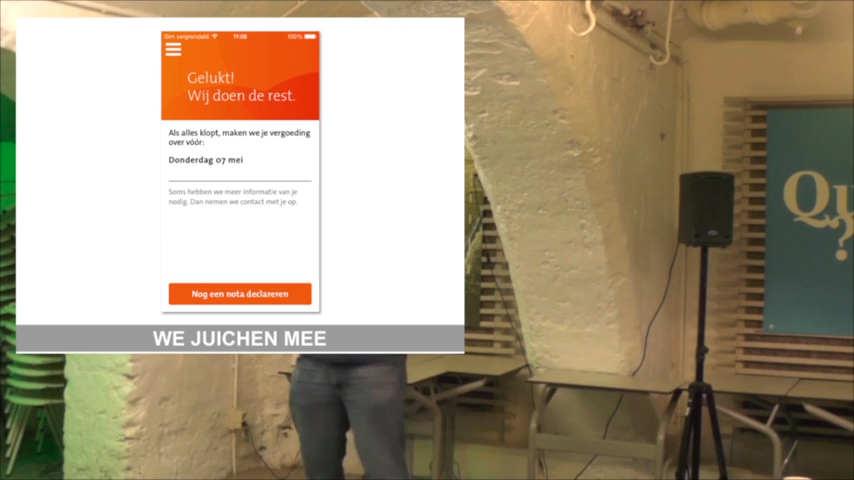 Sim vergrendeld 11:06 100%
Gelukt!
Wij doen de rest.
Als alles klopt, maken we je vergoeding
over vóór:
Donderdag 07 mei
Soms hebben we meer informatie van je
nodig. Dan nemen we contact met je op.
Nog een nota declareren
WE JUICHEN MEE
Qu
?